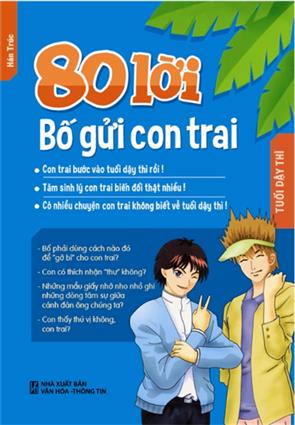 Hán Trúc
80 lời
Bố gửi con trai
• Con trai bước vào tuổi dậy thì rồi !
• Tâm sinh lý con trai biến đổi thật nhiều !
• Có nhiều chuyện con trai không biết về tuổi dậy thì !
TUỔI DẬY THÌ
- Bố phải dùng cách nào đó
để "gỡ bí" cho con trai?
- Con có thích nhận "thư" không?
- Những mẩu giấy nhớ nho nhỏ ghi
những dòng tâm sự giữa
cánh đàn ông chúng ta?
- Con thấy thú vị không,
con trai?
NHÀ XUẤT BẢN
VĂN HÓA -THÔNG TIN